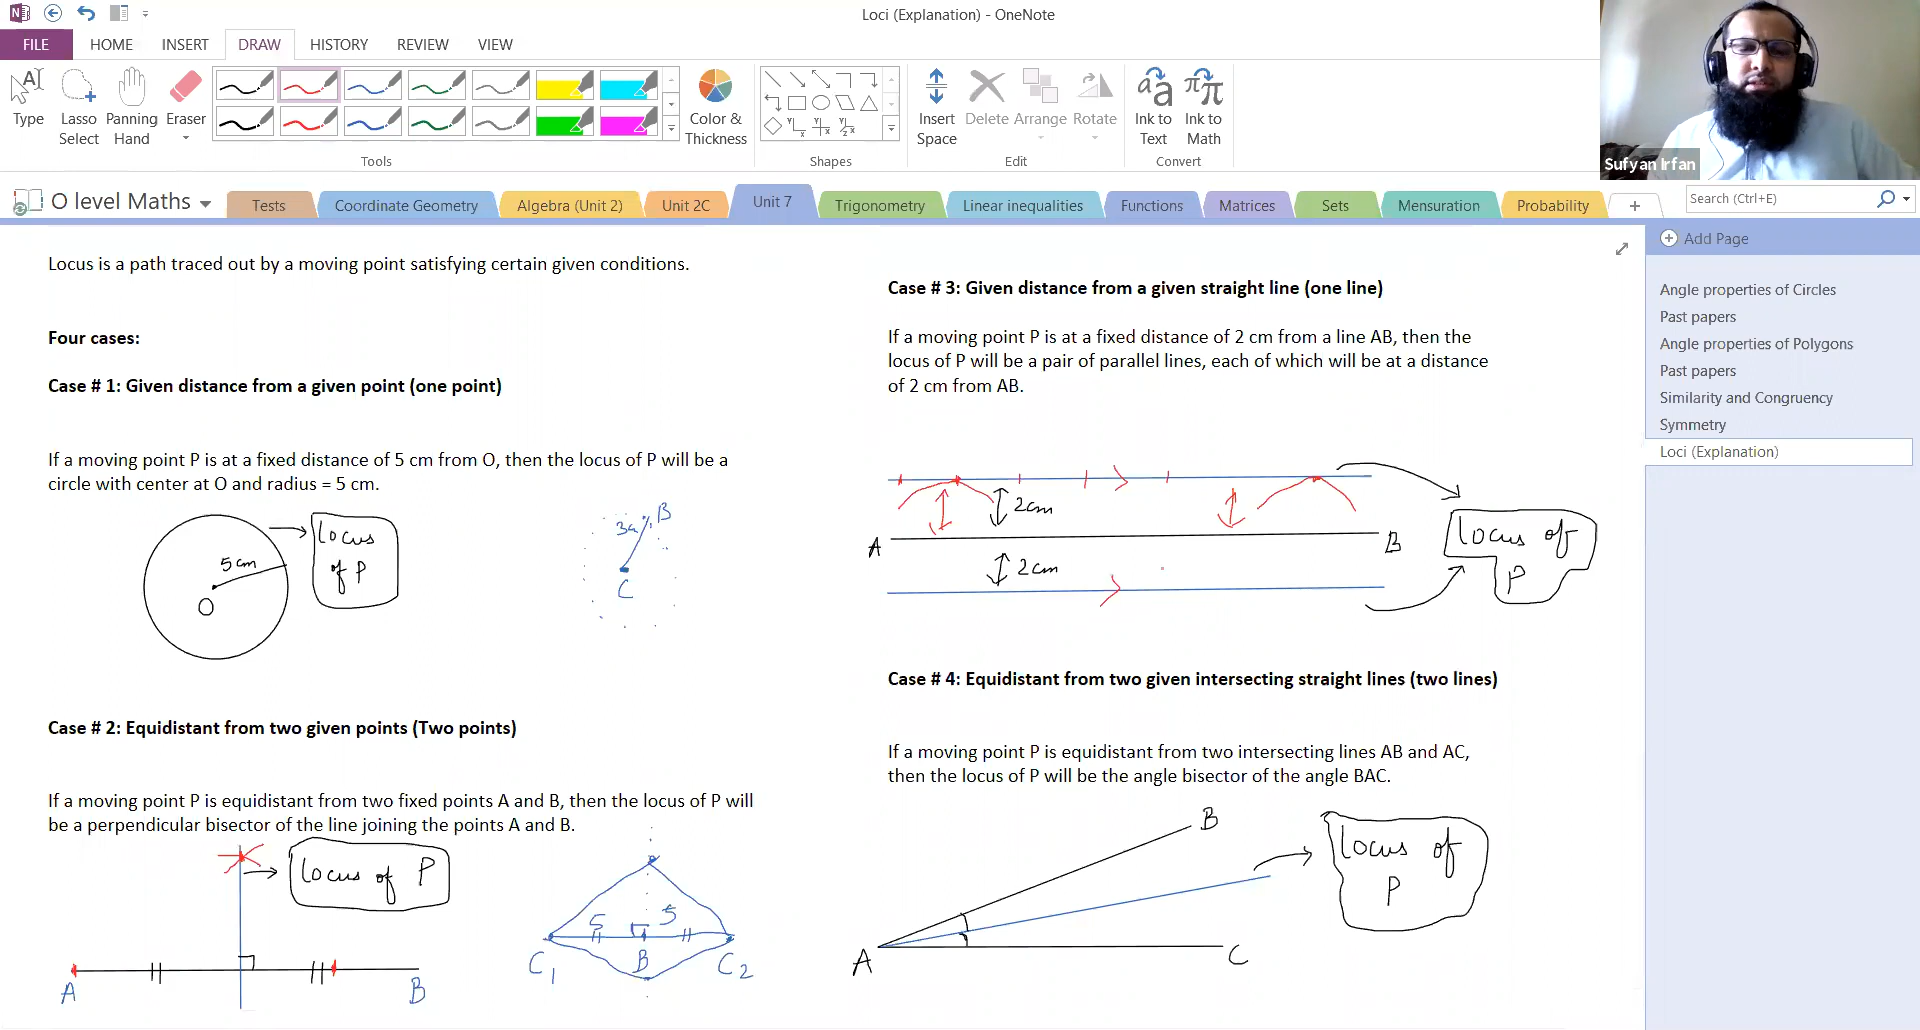 Loci (Explanation) - OneNote
FILE HOME INSERT DRAW HISTORY REVIEW VIEW
Type
Lasso Select
Panning Hand
Eraser
Color & Thickness
Insert Space
Delete
Arrange
Rotate
Ink to Text
Ink to Math
Tools
Shapes
Edit
Convert
Sufyan Irfan
O level Maths
Tests
Coordinate Geometry
Algebra (Unit 2)
Unit 2C
Unit 7
Trigonometry
Linear inequalities
Functions
Matrices
Sets
Mensuration
Probability
Search (Ctrl+E)
Add Page
Angle properties of Circles
Past papers
Angle properties of Polygons
Past papers
Similarity and Congruency
Symmetry
Loci (Explanation)
Locus is a path traced out by a moving point satisfying certain given conditions.
Four cases:
Case # 1: Given distance from a given point (one point)
If a moving point P is at a fixed distance of 5 cm from O, then the locus of P will be a
circle with center at O and radius = 5 cm.
5cm
O
Locus
of P
B
C
Case # 2: Equidistant from two given points (Two points)
If a moving point P is equidistant from two fixed points A and B, then the locus of P will
be a perpendicular bisector of the line joining the points A and B.
Locus of P
A
B
5 5
C1 B C2
Case # 3: Given distance from a given straight line (one line)
If a moving point P is at a fixed distance of 2 cm from a line AB, then the
locus of P will be a pair of parallel lines, each of which will be at a distance
of 2 cm from AB.
2cm
A B
2cm
Locus of
P
Case # 4: Equidistant from two given intersecting straight lines (two lines)
If a moving point P is equidistant from two intersecting lines AB and AC,
then the locus of P will be the angle bisector of the angle BAC.
B
Locus of
P
A
C